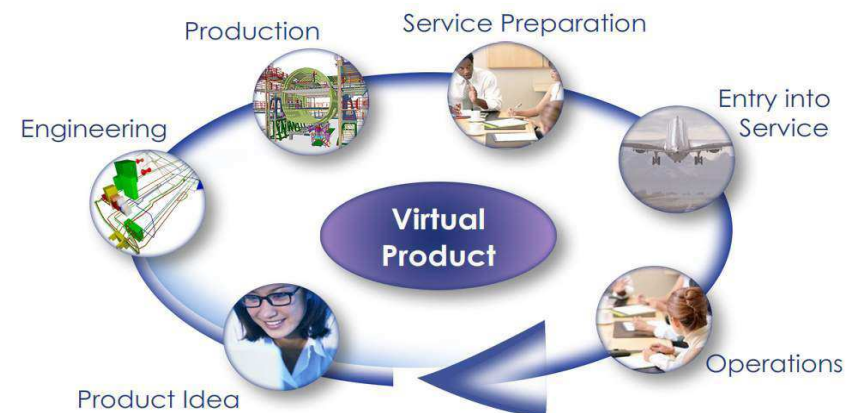 Production
Service Preparation
Entry into
Service
Engineering
Virtual
Product
Operations
Product Idea